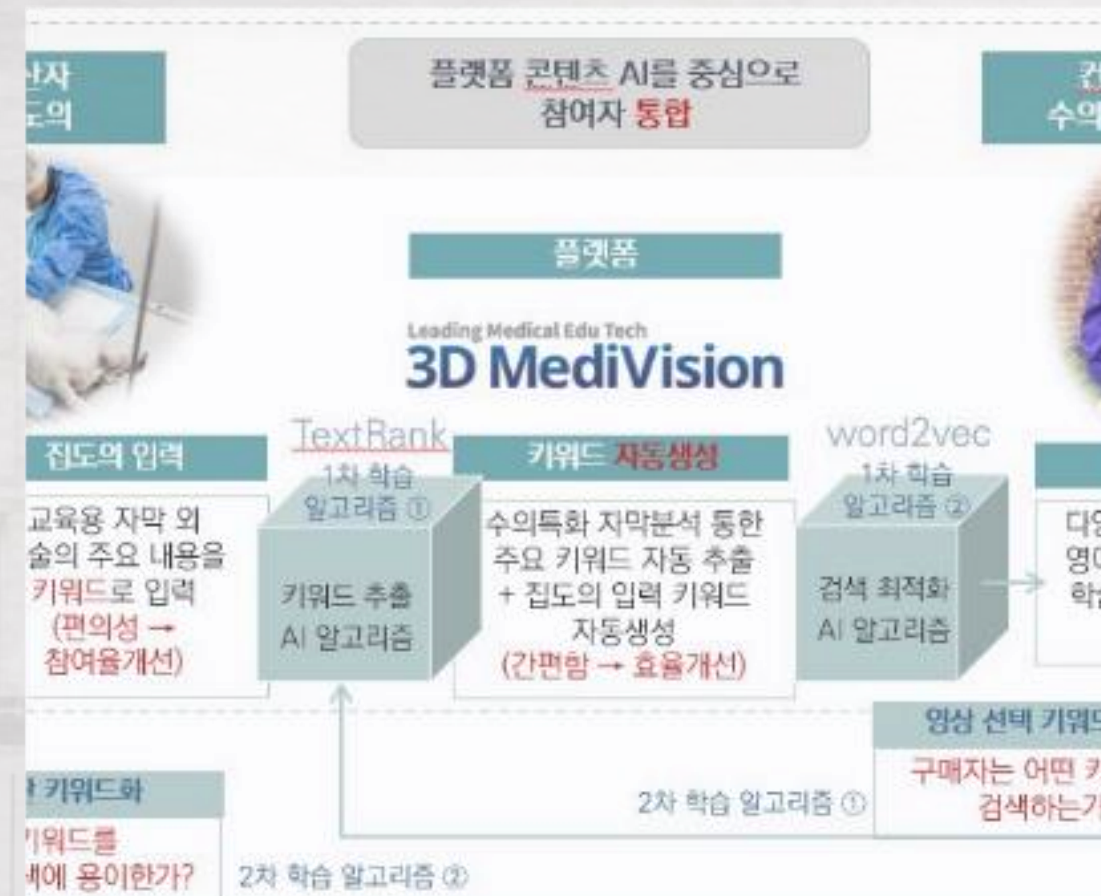 플랫폼 콘텐츠 AI를 중심으로
참여자 통합
도의
수의
플랫폼
Leading Medical Edu Tech
3D MediVision
집도의 입력
교육용 자막 외
술의 주요 내용을
키워드로 입력
(편의성 →
참여율개선)
TextRank
1차 학습
알고리즘 ①
키워드 추출
AI 알고리즘
키워드 자동생성
수의특화 자막분석 통한
주요 키워드 자동 추출
+ 집도의 입력 키워드
자동생성
(간편함 → 효율개선)
word2vec
1차 학습
알고리즘 ②
검색 최적화
AI 알고리즘
영상 선택 키워드
구매자는 어떤 키
검색하는가
2차 학습 알고리즘 ①
키워드화
키워드를
색에 용이한가?
2차 학습 알고리즘 ②